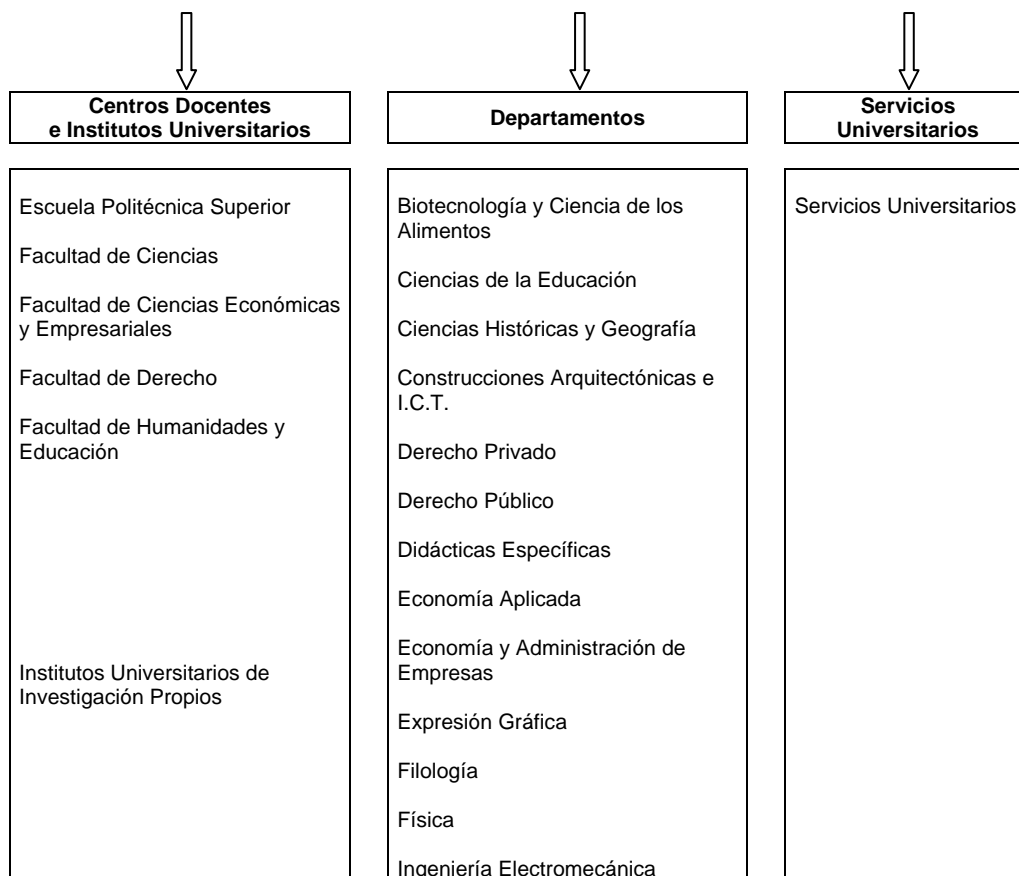 Centros Docentes
e Institutos Universitarios
Departamentos
Servicios
Universitarios
Escuela Politécnica Superior
Facultad de Ciencias
Facultad de Ciencias Económicas
y Empresariales
Facultad de Derecho
Facultad de Humanidades y
Educación
Institutos Universitarios de
Investigación Propios
Biotecnología y Ciencia de los
Alimentos
Ciencias de la Educación
Ciencias Históricas y Geografía
Construcciones Arquitectónicas e
I.C.T.
Derecho Privado
Derecho Público
Didácticas Específicas
Economía Aplicada
Economía y Administración de
Empresas
Expresión Gráfica
Filología
Física
Ingeniería Electromecánica
Servicios Universitarios